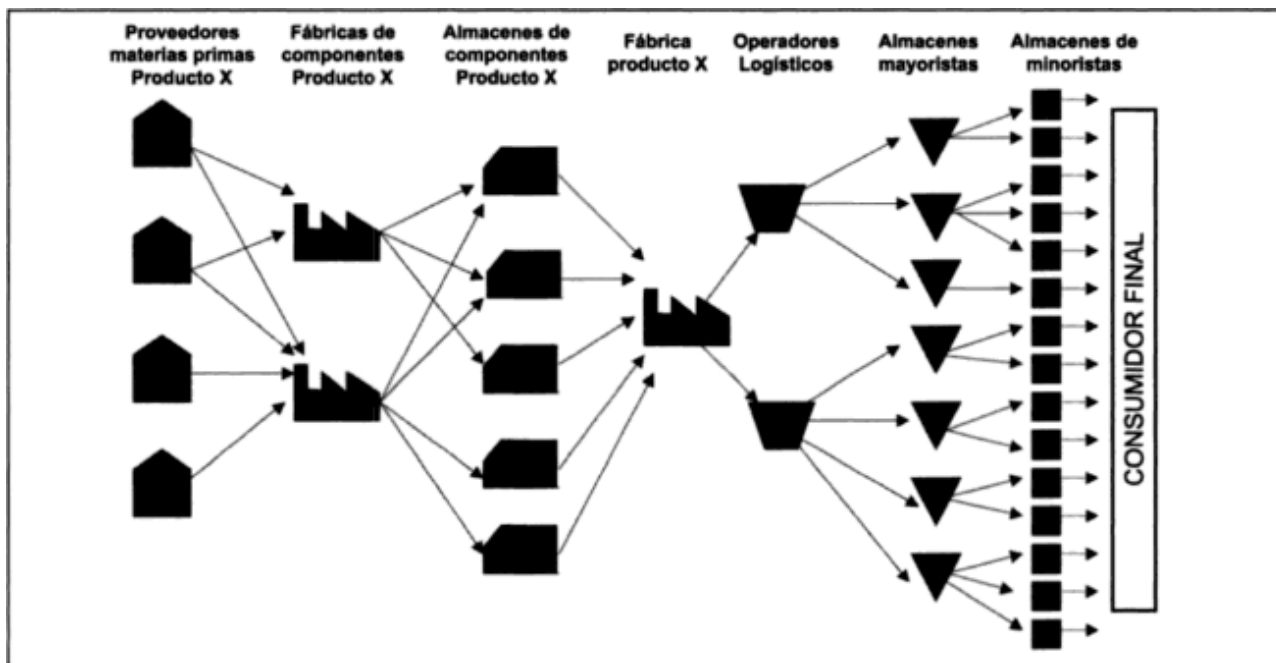 Proveedores
materias primas
Producto X
Fábricas de
componentes
Producto X
Almacenes de
componentes
Producto X
Fábrica
producto X
Operadores
Logísticos
Almacenes
mayoristas
Almacenes de
minoristas
CONSUMIDOR FINAL